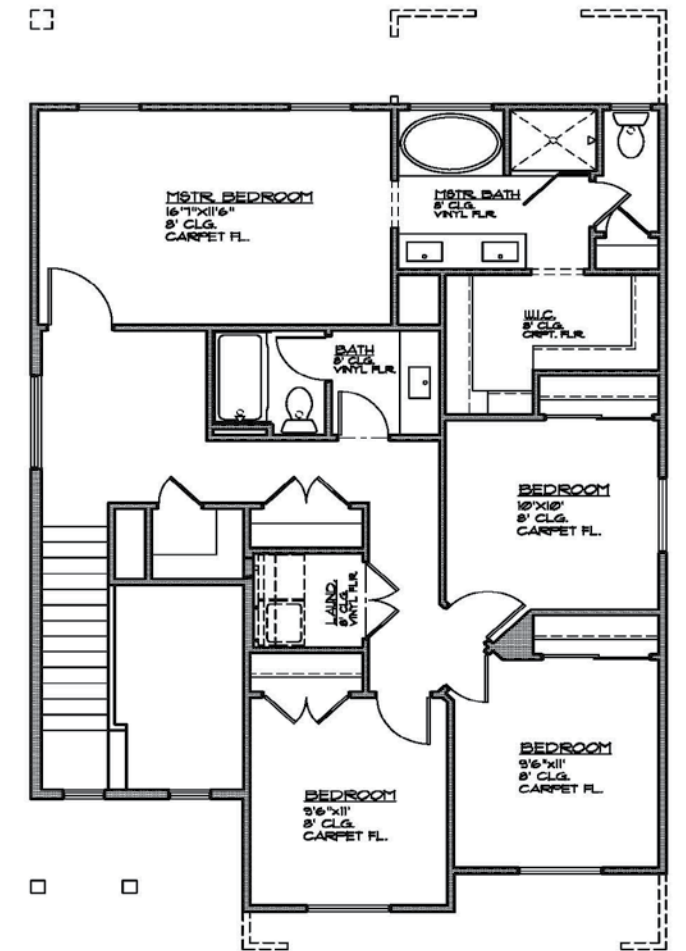 MSTR BEDROOM
16'7"X11'6"
8' CLG.
CARPET FL.
MSTR BATH
8' CLG.
VINYL FLR
W.I.C.
8' CLG.
CRPT. FLR
BATH
8' CLG.
VINYL FLR
BEDROOM
10'X10'
8' CLG.
CARPET FL.
LAUND.
8' CLG
VINYL FLR
BEDROOM
9'6"x11'
8' CLG.
CARPET FL.
BEDROOM
9'6"x11'
8' CLG.
CARPET FL.